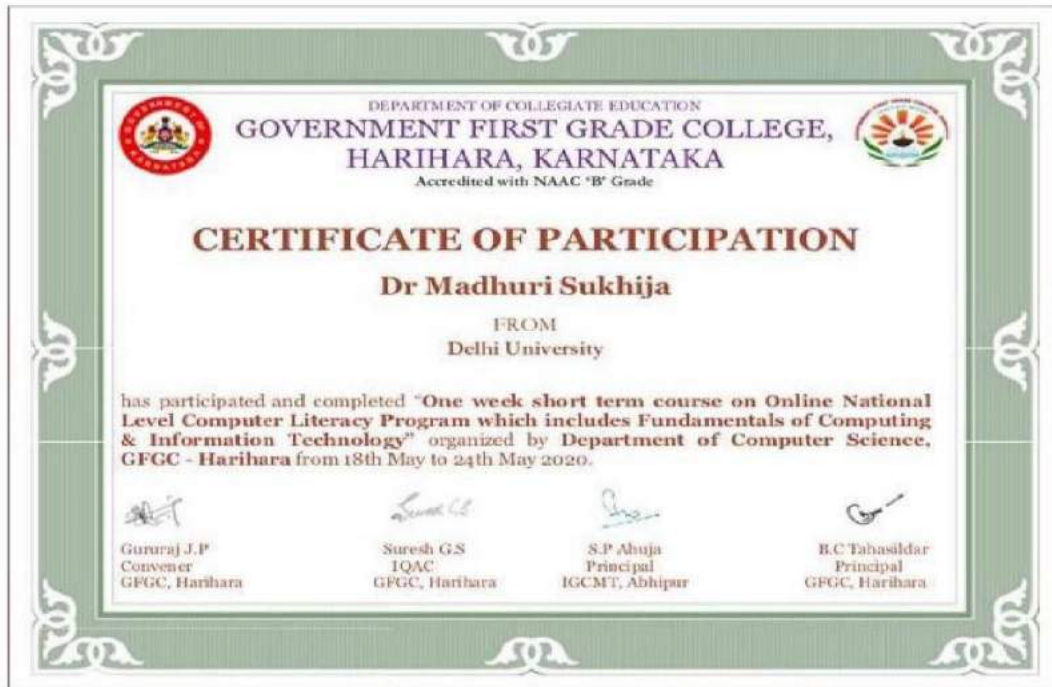 DEPARTMENT OF COLLEGIATE EDUCATION
GOVERNMENT FIRST GRADE COLLEGE,
HARIHARA, KARNATAKA
Accredited with NAAC "B" Grade
GOVERNMENT OF KARNATAKA
CERTIFICATE OF PARTICIPATION
Dr Madhuri Sukhija
FROM
Delhi University
has participated and completed "One week short term course on Online National
Level Computer Literacy Program which includes Fundamentals of Computing
& Information Technology" organized by Department of Computer Science,
GFGC - Harihara from 18th May to 24th May 2020.
Gururaj J.P
Convener
GFGC, Harihara
Suresh G.S
IQAC
GFGC, Harihara
S.P Ahuja
Principal
IGCMT, Abhipur
B.C Tahasildar
Principal
GFGC, Harihara